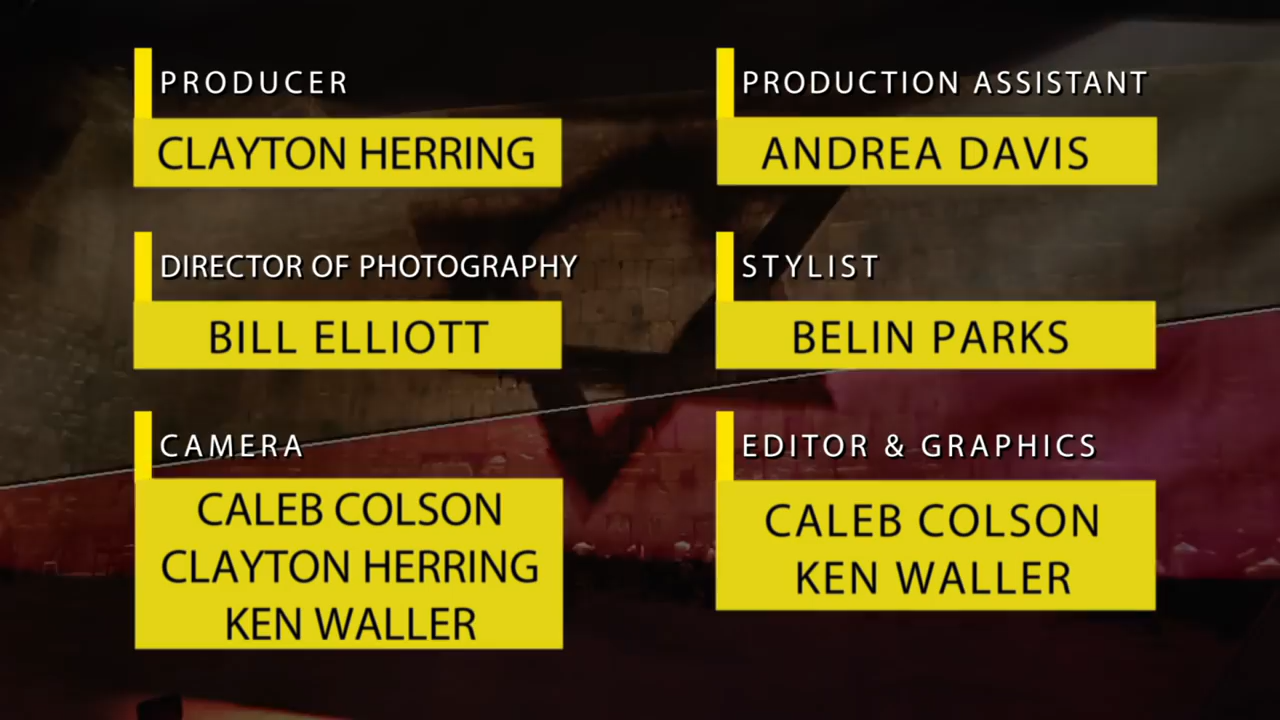 PRODUCER
CLAYTON HERRING
DIRECTOR OF PHOTOGRAPHY
BILL ELLIOTT
CAMERA
CALEB COLSON
CLAYTON HERRING
KEN WALLER
PRODUCTION ASSISTANT
ANDREA DAVIS
STYLIST
BELIN PARKS
EDITOR & GRAPHICS
CALEB COLSON
KEN WALLER